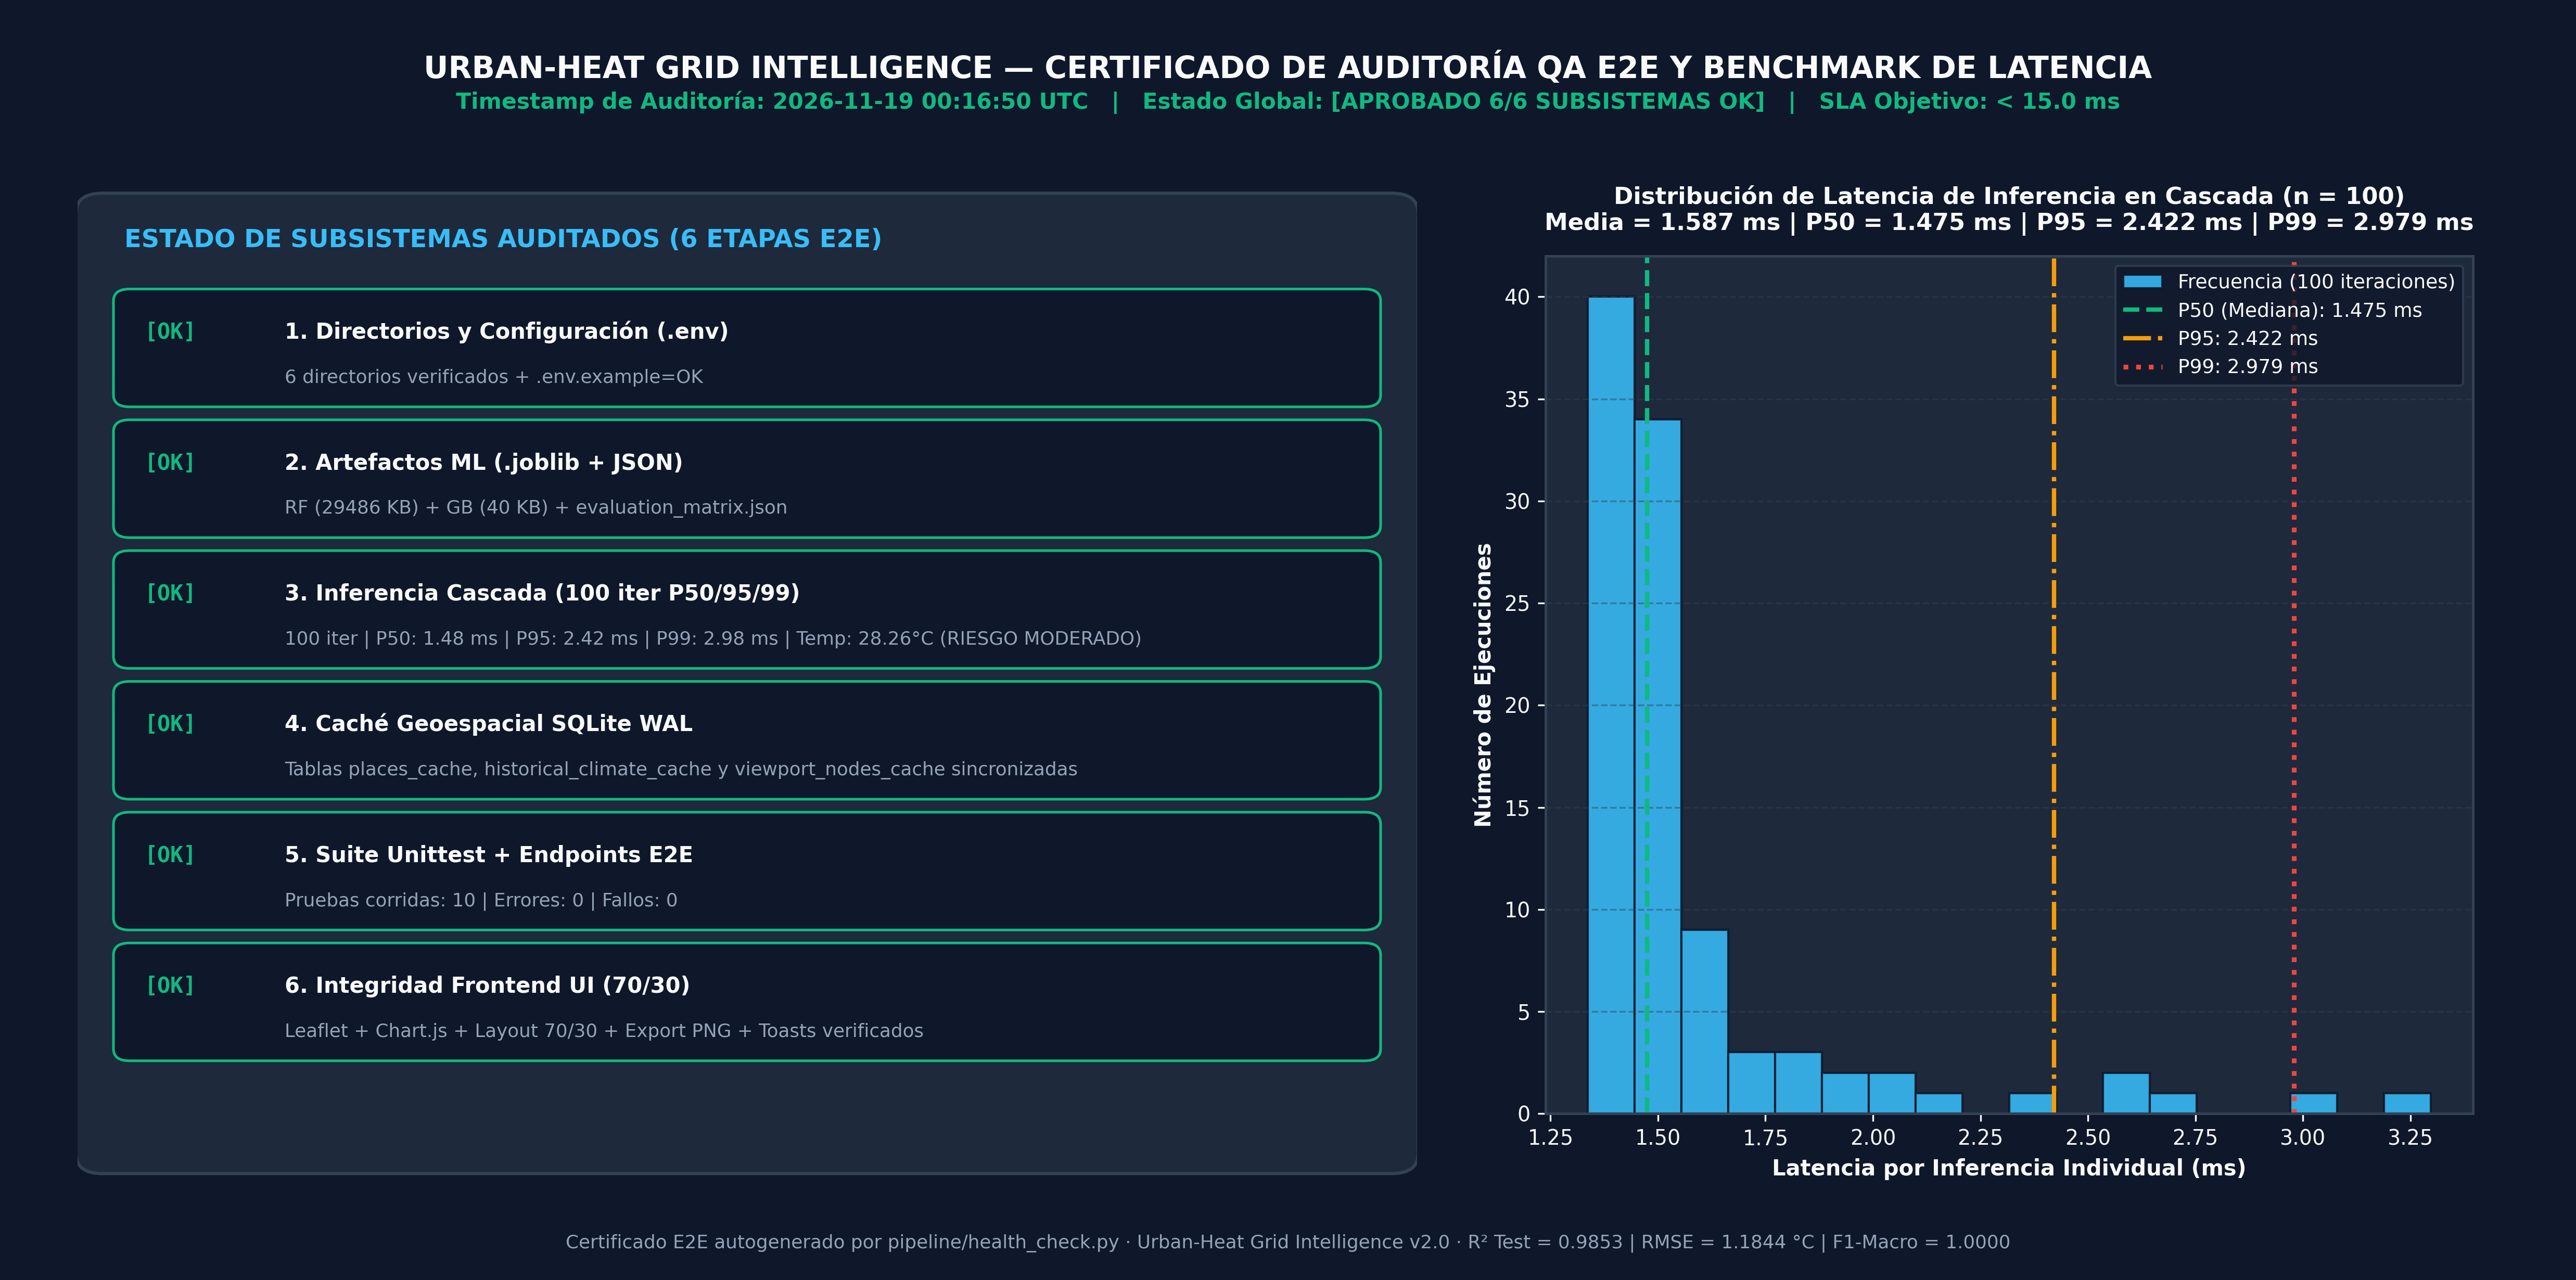 URBAN-HEAT GRID INTELLIGENCE — CERTIFICADO DE AUDITORÍA QA E2E Y BENCHMARK DE LATENCIA
Timestamp de Auditoría: 2026-11-19 00:16:50 UTC | Estado Global: [APROBADO 6/6 SUBSISTEMAS OK] | SLA Objetivo: < 15.0 ms
ESTADO DE SUBSISTEMAS AUDITADOS (6 ETAPAS E2E)
[OK] 1. Directorios y Configuración (.env)
6 directorios verificados + .env.example=OK
[OK] 2. Artefactos ML (.joblib + JSON)
RF (29486 KB) + GB (40 KB) + evaluation_matrix.json
[OK] 3. Inferencia Cascada (100 iter P50/95/99)
100 iter | P50: 1.48 ms | P95: 2.42 ms | P99: 2.98 ms | Temp: 28.26°C (RIESGO MODERADO)
[OK] 4. Caché Geoespacial SQLite WAL
Tablas places_cache, historical_climate_cache y viewport_nodes_cache sincronizadas
[OK] 5. Suite Unittest + Endpoints E2E
Pruebas corridas: 10 | Errores: 0 | Fallos: 0
[OK] 6. Integridad Frontend UI (70/30)
Leaflet + Chart.js + Layout 70/30 + Export PNG + Toasts verificados
Distribución de Latencia de Inferencia en Cascada (n = 100)
Media = 1.587 ms | P50 = 1.475 ms | P95 = 2.422 ms | P99 = 2.979 ms
Frecuencia (100 iteraciones)
P50 (Mediana): 1.475 ms
P95: 2.422 ms
P99: 2.979 ms
Número de Ejecuciones
40
35
30
25
20
15
10
5
0
1.25 1.50 1.75 2.00 2.25 2.50 2.75 3.00 3.25
Latencia por Inferencia Individual (ms)
Certificado E2E autogenerado por pipeline/health_check.py · Urban-Heat Grid Intelligence v2.0 · R² Test = 0.9853 | RMSE = 1.1844 °C | F1-Macro = 1.0000